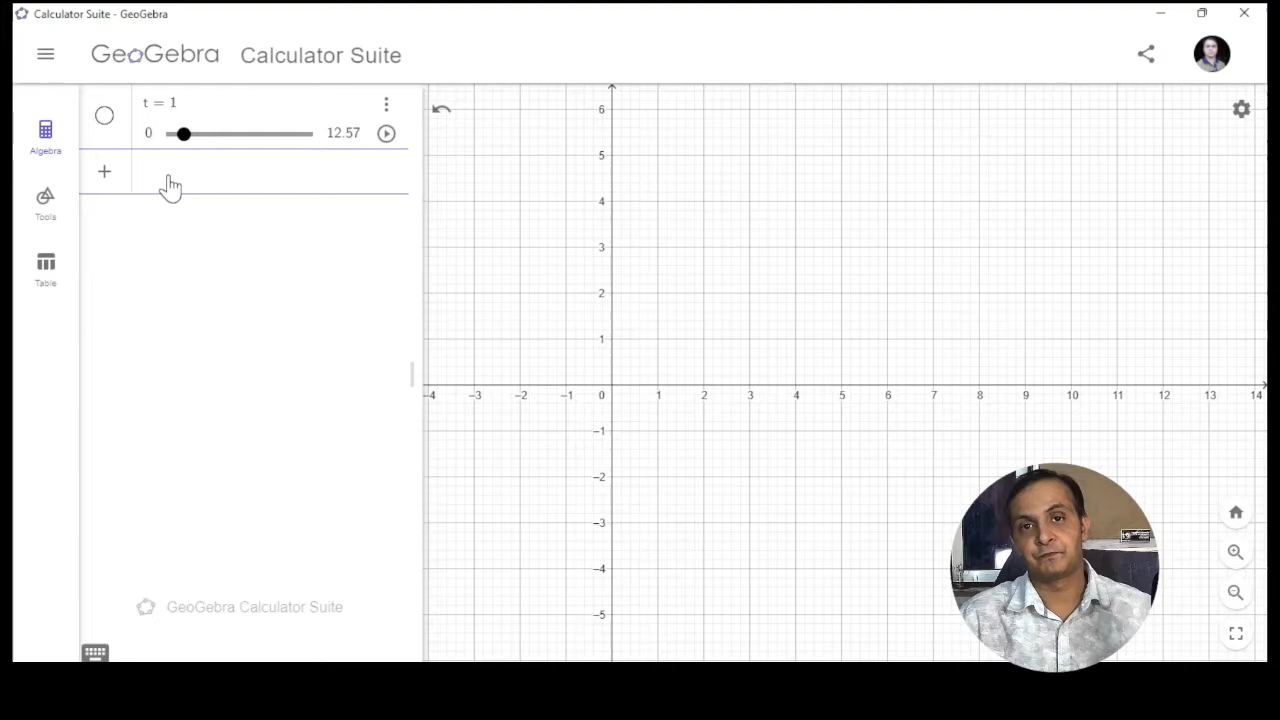 Calculator Suite - GeoGebra
GeoGebra Calculator Suite
t = 1
0 12.57
Algebra
Tools
Table
GeoGebra Calculator Suite
6
5
4
3
2
1
–4 –3 –2 –1 0 1 2 3 4 5 6 7 8 9 10 11 12 13 14
–1
–2
–3
–4
–5